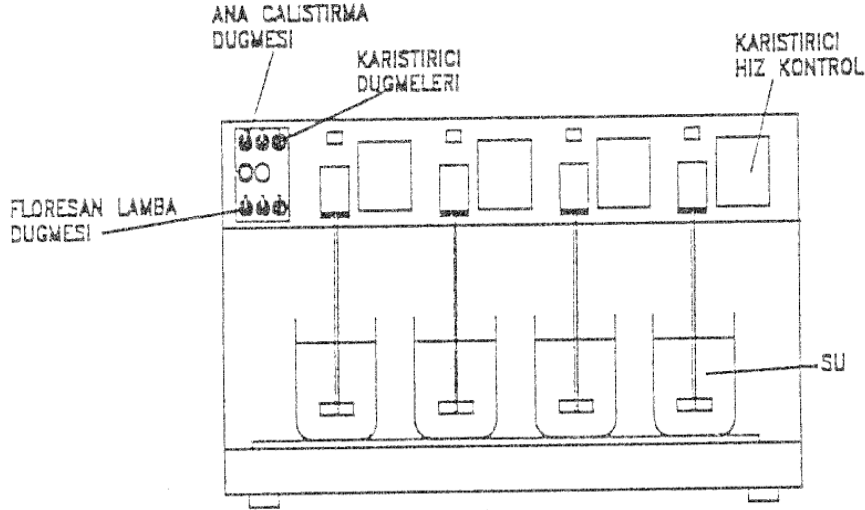 ANA CALISTIRMA
DUGMESI
KARISTIRICI
DUGMELERI
KARISTIRICI
HIZ KONTROL
FLORESAN LAMBA
DUGMESI
SU